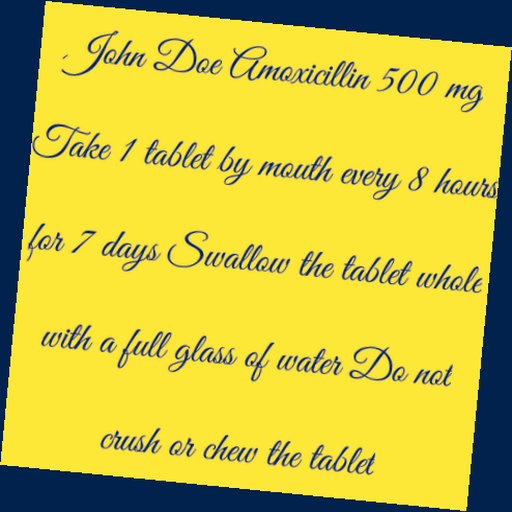 John Doe Amoxicillin 500 mg
Take 1 tablet by mouth every 8 hours
for 7 days Swallow the tablet whole
with a full glass of water Do not
crush or chew the tablet